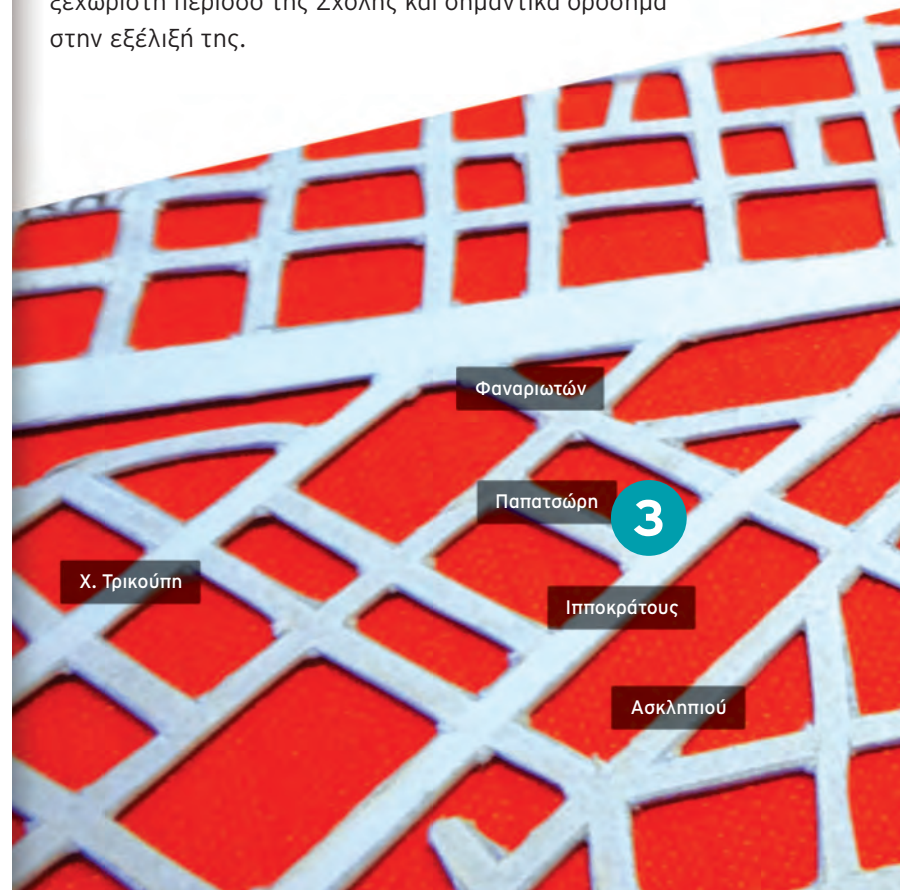 ξεχωριστή περίοδο της Σχολής και σημαντικά ορόσημα
στην εξέλιξή της.
Φαναριωτών
Παπατσώρη
3
Χ. Τρικούπη
Ιπποκράτους
Ασκληπιού